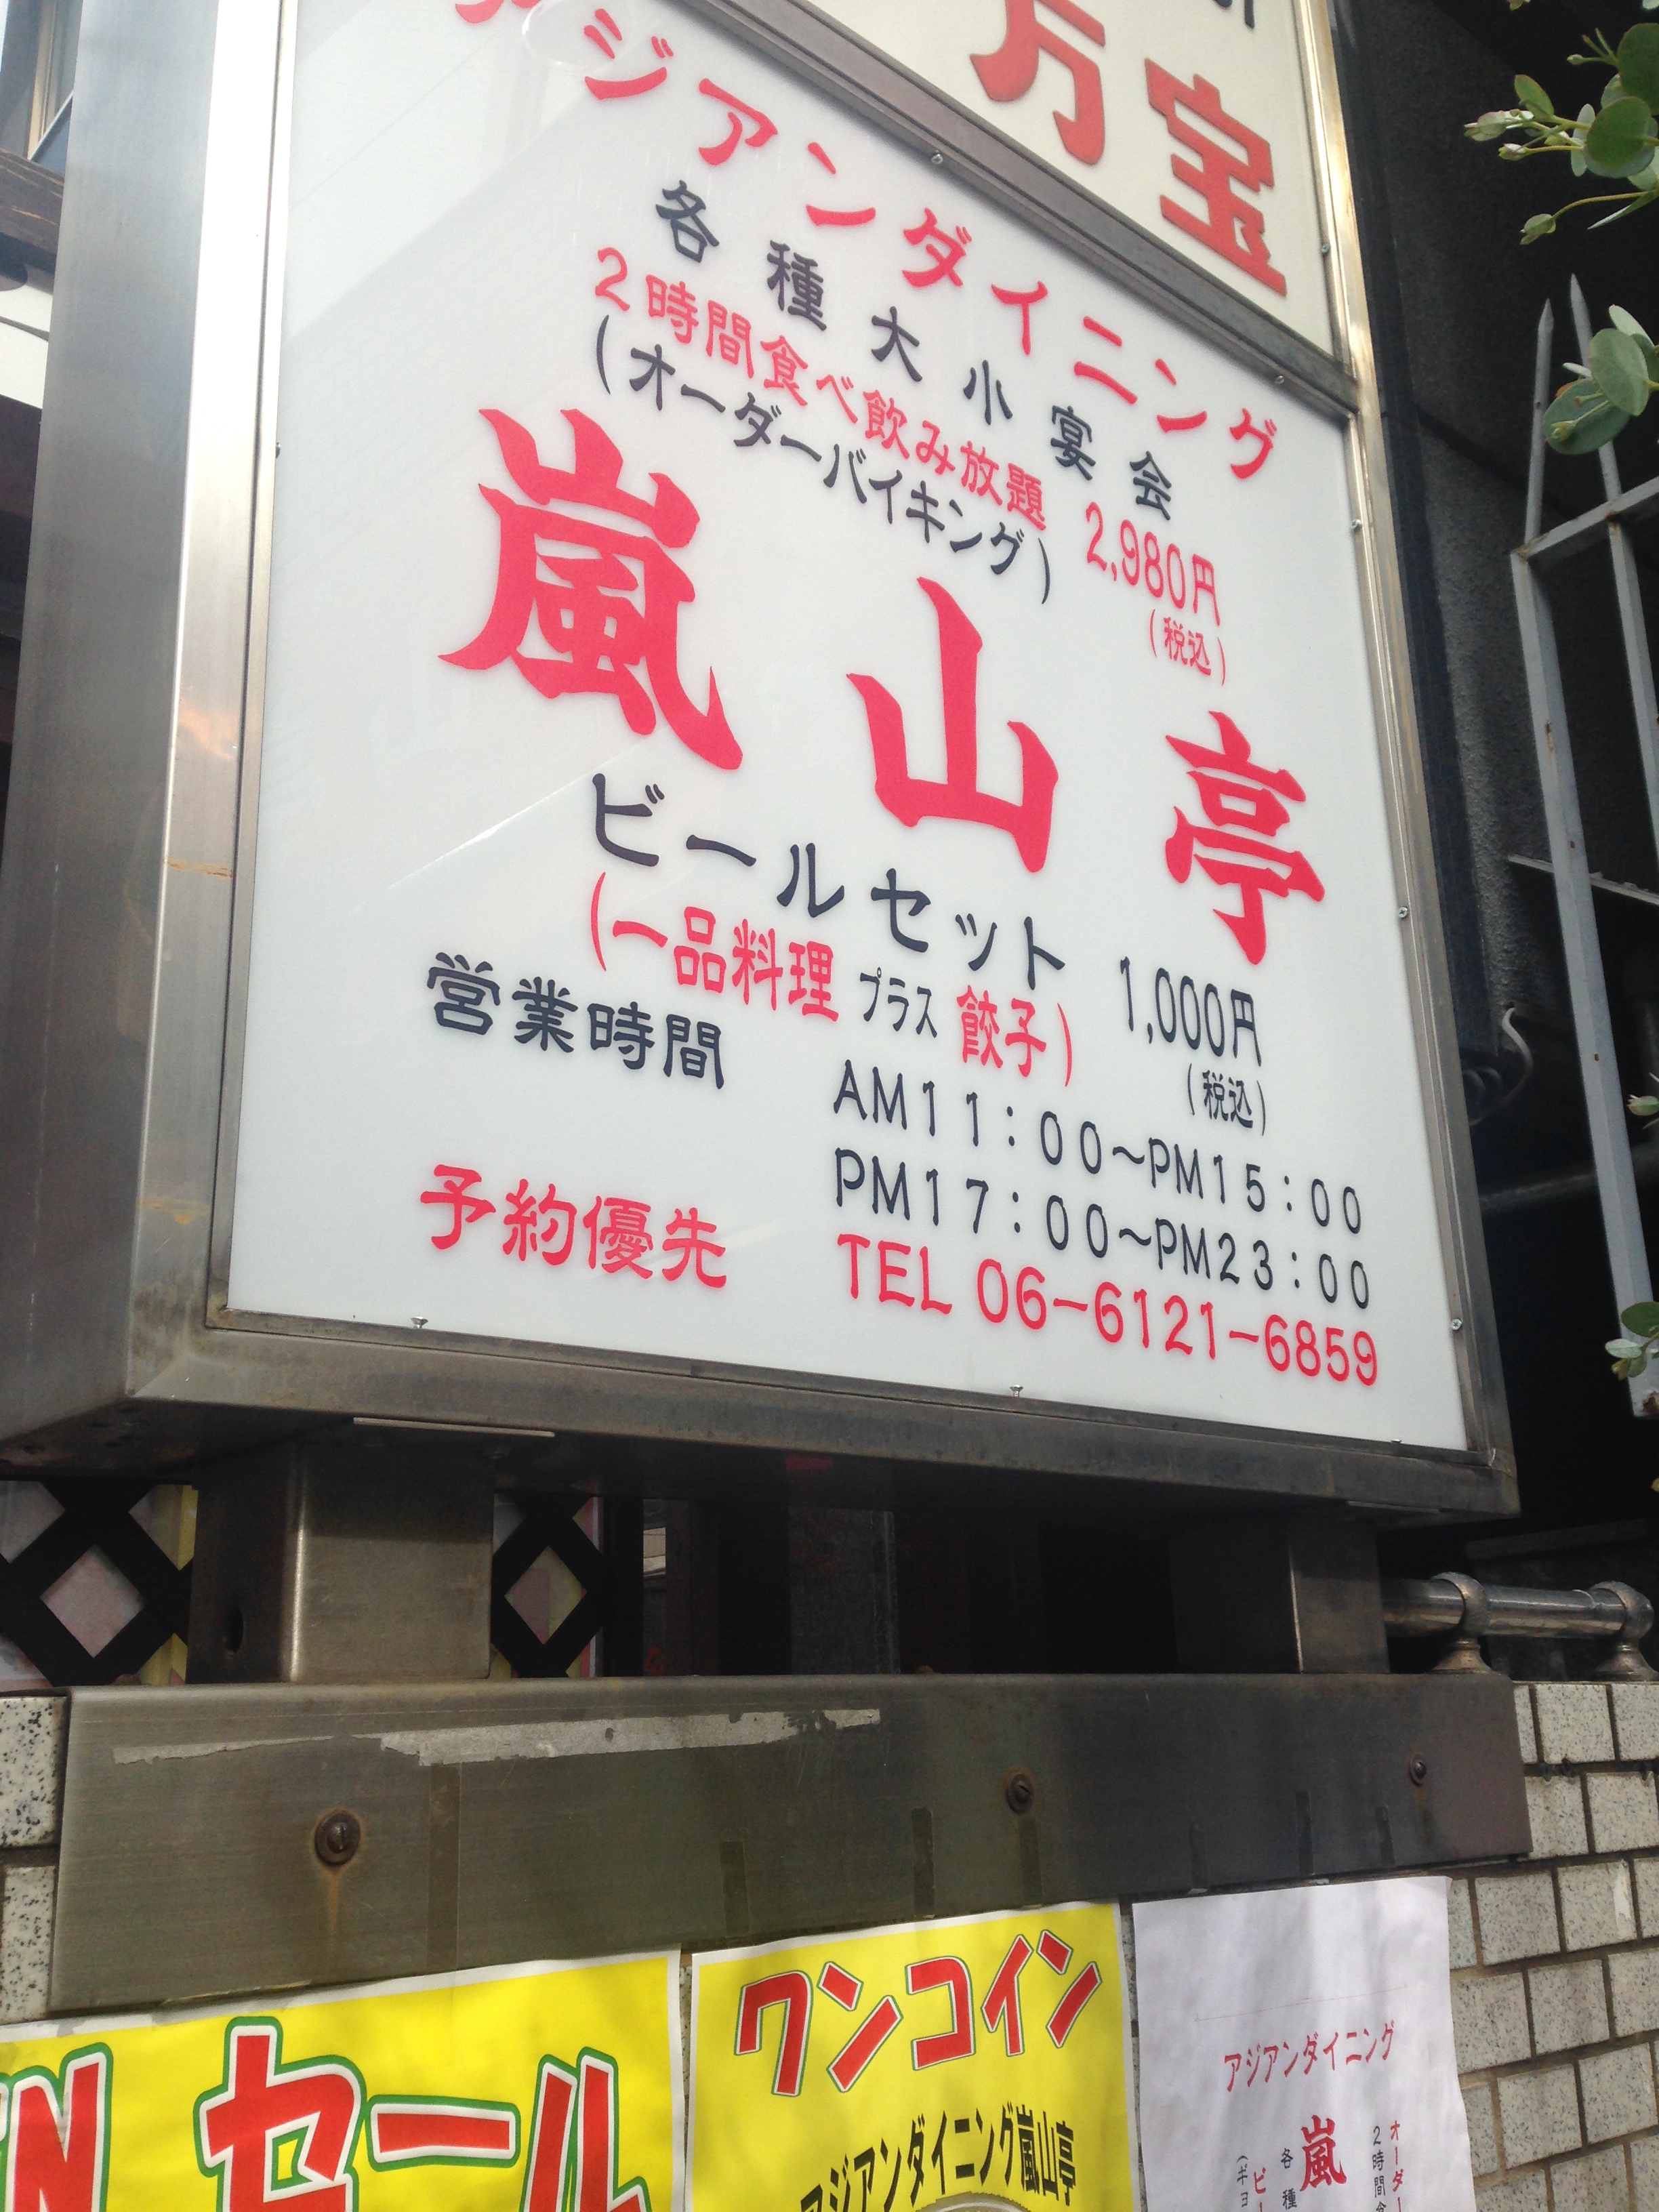 万宝
アジアンダイニング
各種大小宴会
2時間食べ飲み放題 2,980円
(オーダーバイキング) (税込)
嵐山亭
ビールセット 1,000円
(一品料理プラス餃子) (税込)
営業時間 AM11:00~PM15:00
PM17:00~PM23:00
予約優先 TEL 06-6121-6859
セール
ワンコイン
アジアンダイニング嵐山亭
アジアンダイニング
嵐
各種
2時間